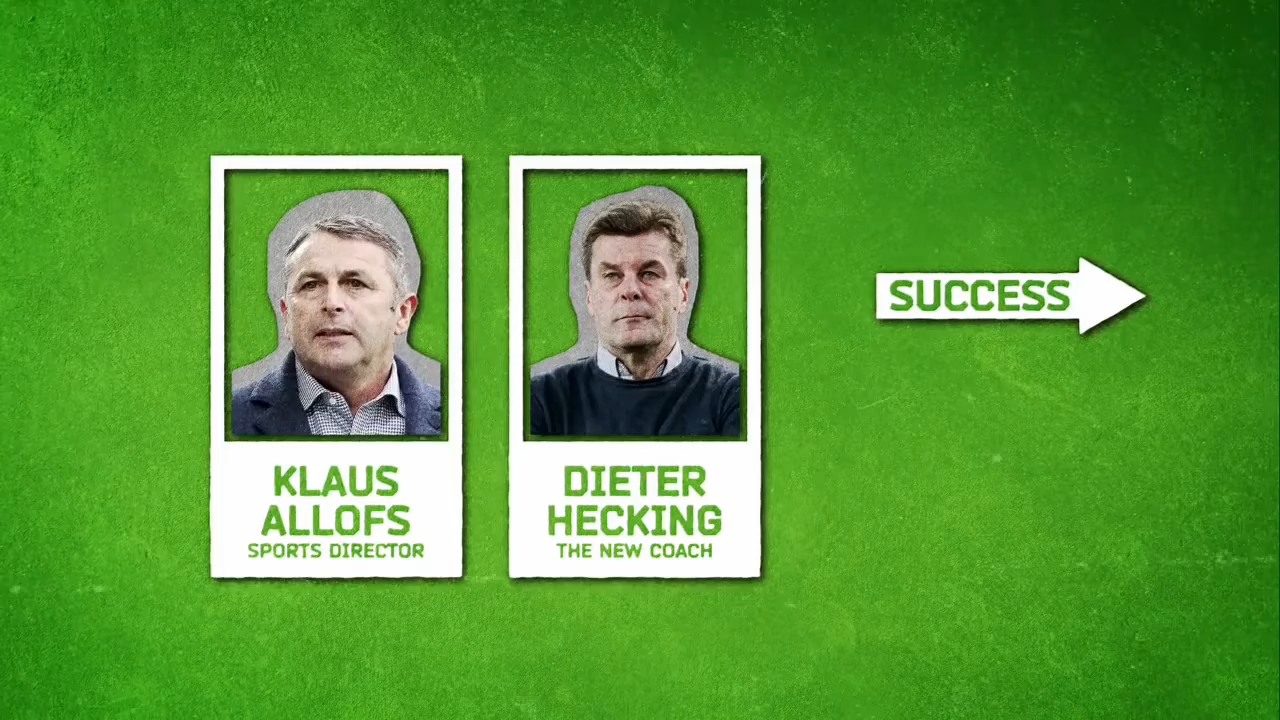 KLAUS
ALLOFS
SPORTS DIRECTOR
DIETER
HECKING
THE NEW COACH
SUCCESS